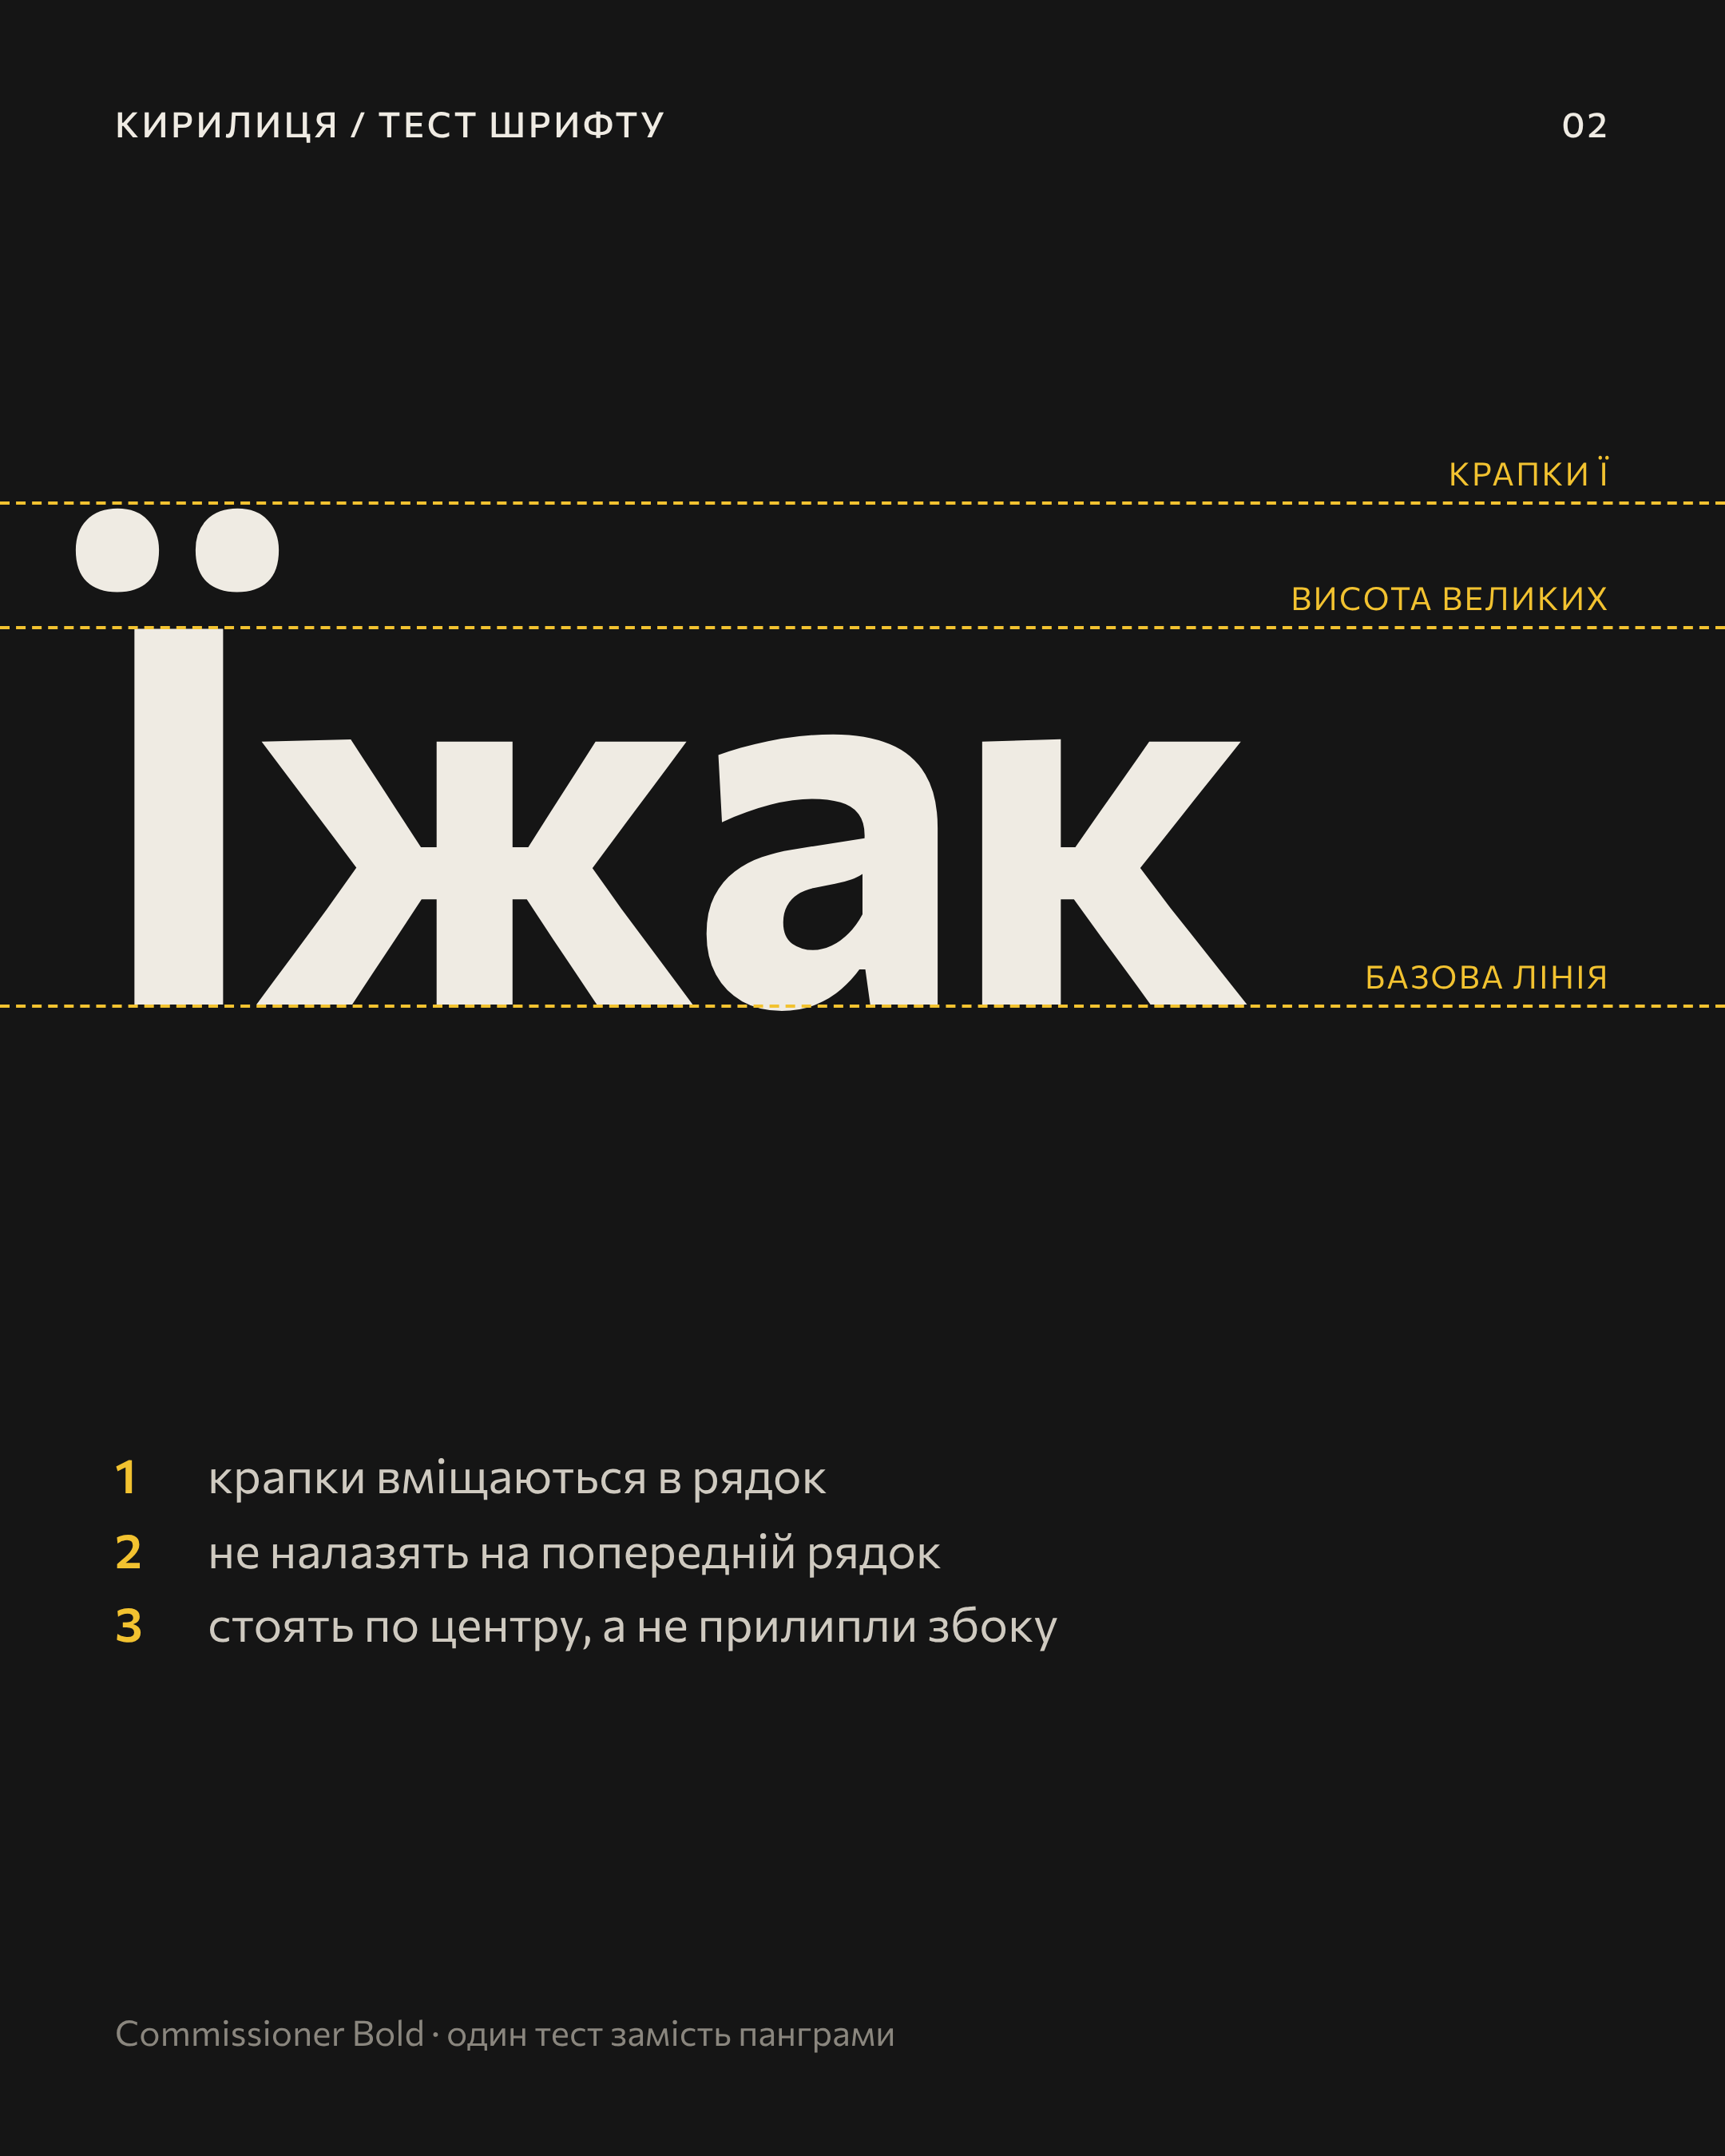 КИРИЛИЦЯ / ТЕСТ ШРИФТУ
02
КРАПКИ Ї
ВИСОТА ВЕЛИКИХ
Їжак
БАЗОВА ЛІНІЯ
1 крапки вміщаються в рядок
2 не налазять на попередній рядок
3 стоять по центру, а не прилипли збоку
Commissioner Bold · один тест замість панграми